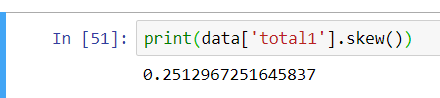 In [51]: print(data['total1'].skew())
0.2512967251645837